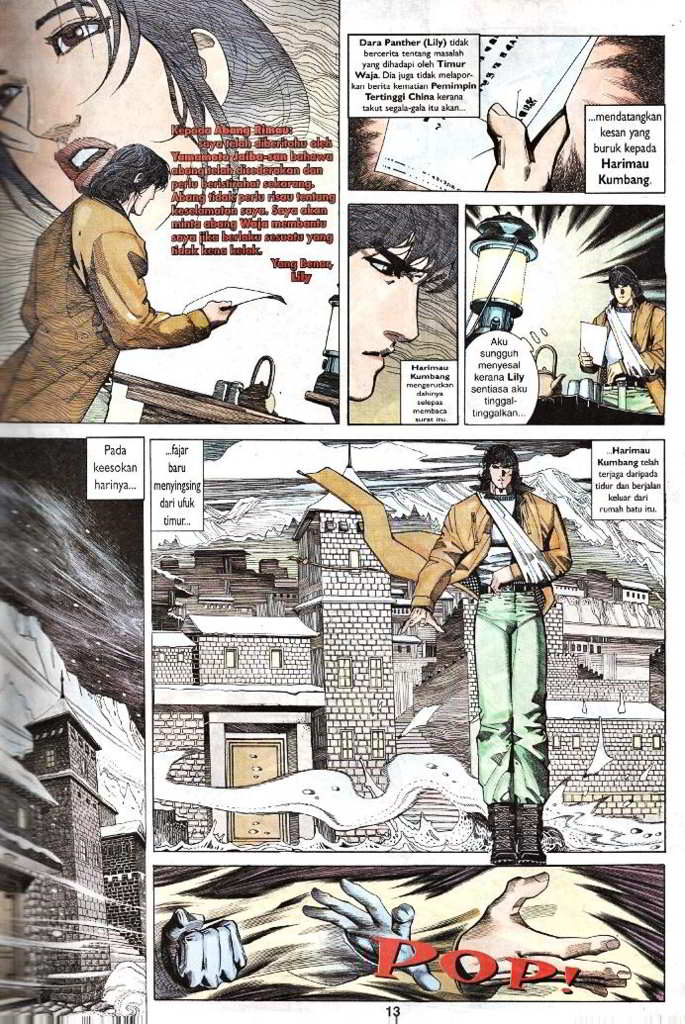 Kepada Abang Rimau:
saya telah diberitahu oleh
Yamamoto Jaiba-san bahawa
abang telah dicederakan dan
perlu beristirahat sekarang.
Abang tidak perlu risau tentang
keselamatan saya. Saya akan
minta abang Waja membantu
saya jika berlaku sesuatu yang
tidak kena kelak.
Yang Benar,
Lily
Dara Panther (Lily) tidak
bercerita tentang masalah
yang dihadapi oleh Timur
Waja. Dia juga tidak melapor-
kan berita kematian Pemimpin
Tertinggi China kerana
takut segala-gala itu akan...
...mendatangkan
kesan yang
buruk kepada
Harimau
Kumbang.
Harimau
Kumbang
mengerutkan
dahinya
selepas
membaca
surat itu.
Aku
sungguh
menyesal
kerana Lily
sentiasa aku
tinggal-
tinggalkan...
Pada
keesokan
harinya...
...fajar
baru
menyingsing
dari ufuk
timur...
...Harimau
Kumbang telah
terjaga daripada
tidur dan berjalan
keluar dari
rumah batu itu.
POP!
13